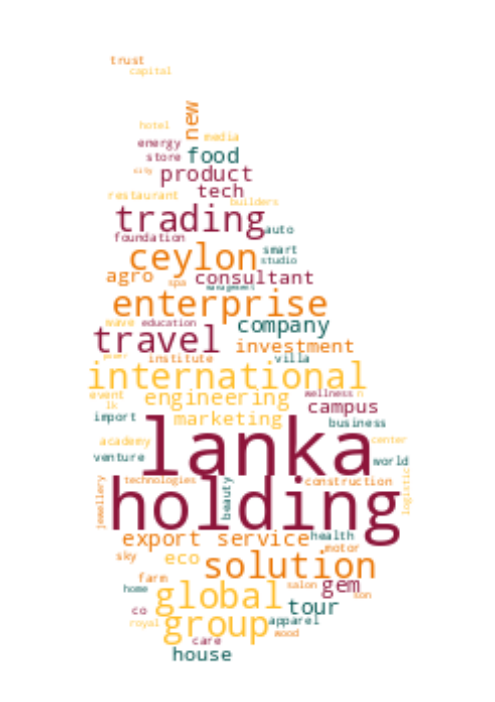 trust
capital
new
hotel
media
energy
store
food
city
product
tech
restaurant
builders
trading
auto
foundation
smart
ceylon
studio
agro
consultant
spa
management
enterprise
education
company
travel
investment
institute
villa
international
event
wellness
engineering
lk
campus
import
marketing
business
lanka
academy
center
venture
world
technologies
construction
jewellery
beauty
logistic
holding
export service
health
motor
sky
eco
solution
farm
salon
gem
home
son
global
co
tour
royal
group
apparel
wood
care
house